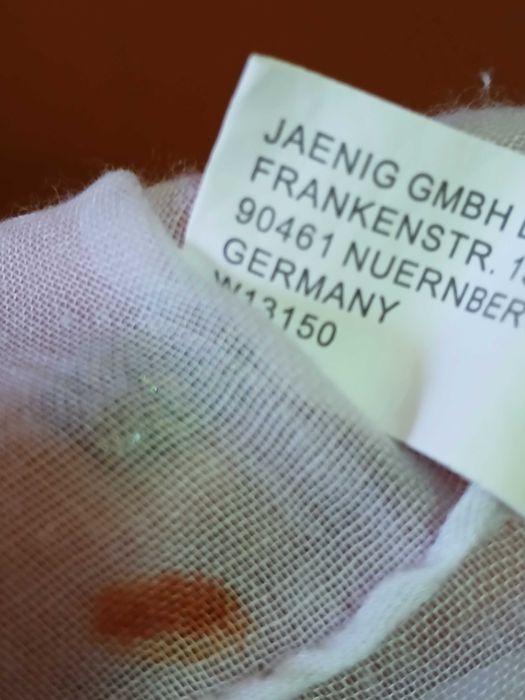 JAENIG GMBH
FRANKENSTR.
90461 NUERNBER
GERMANY
W13150